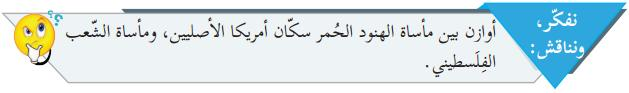 نفكّر،
ونناقش:
أوازن بين مأساة الهنود الحُمر سكّان أمريكا الأصليين، ومأساة الشّعب
الفِلَسطيني.